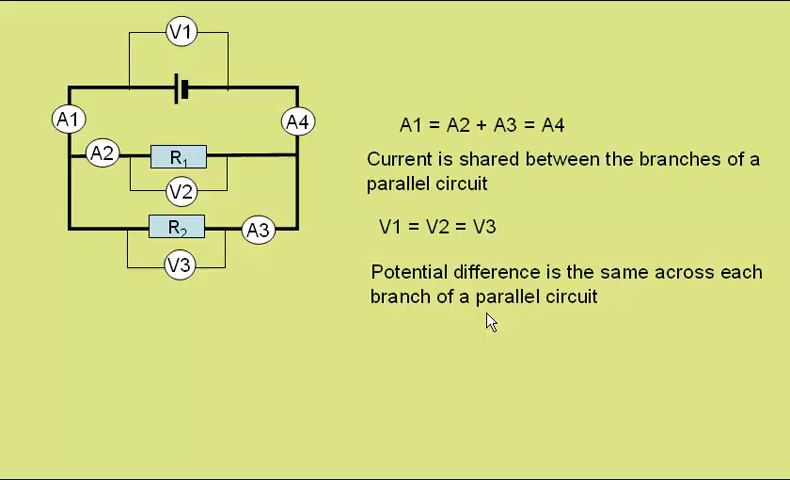 V1
A1
A4
A2
R1
V2
R2
A3
V3
A1 = A2 + A3 = A4
Current is shared between the branches of a
parallel circuit
V1 = V2 = V3
Potential difference is the same across each
branch of a parallel circuit